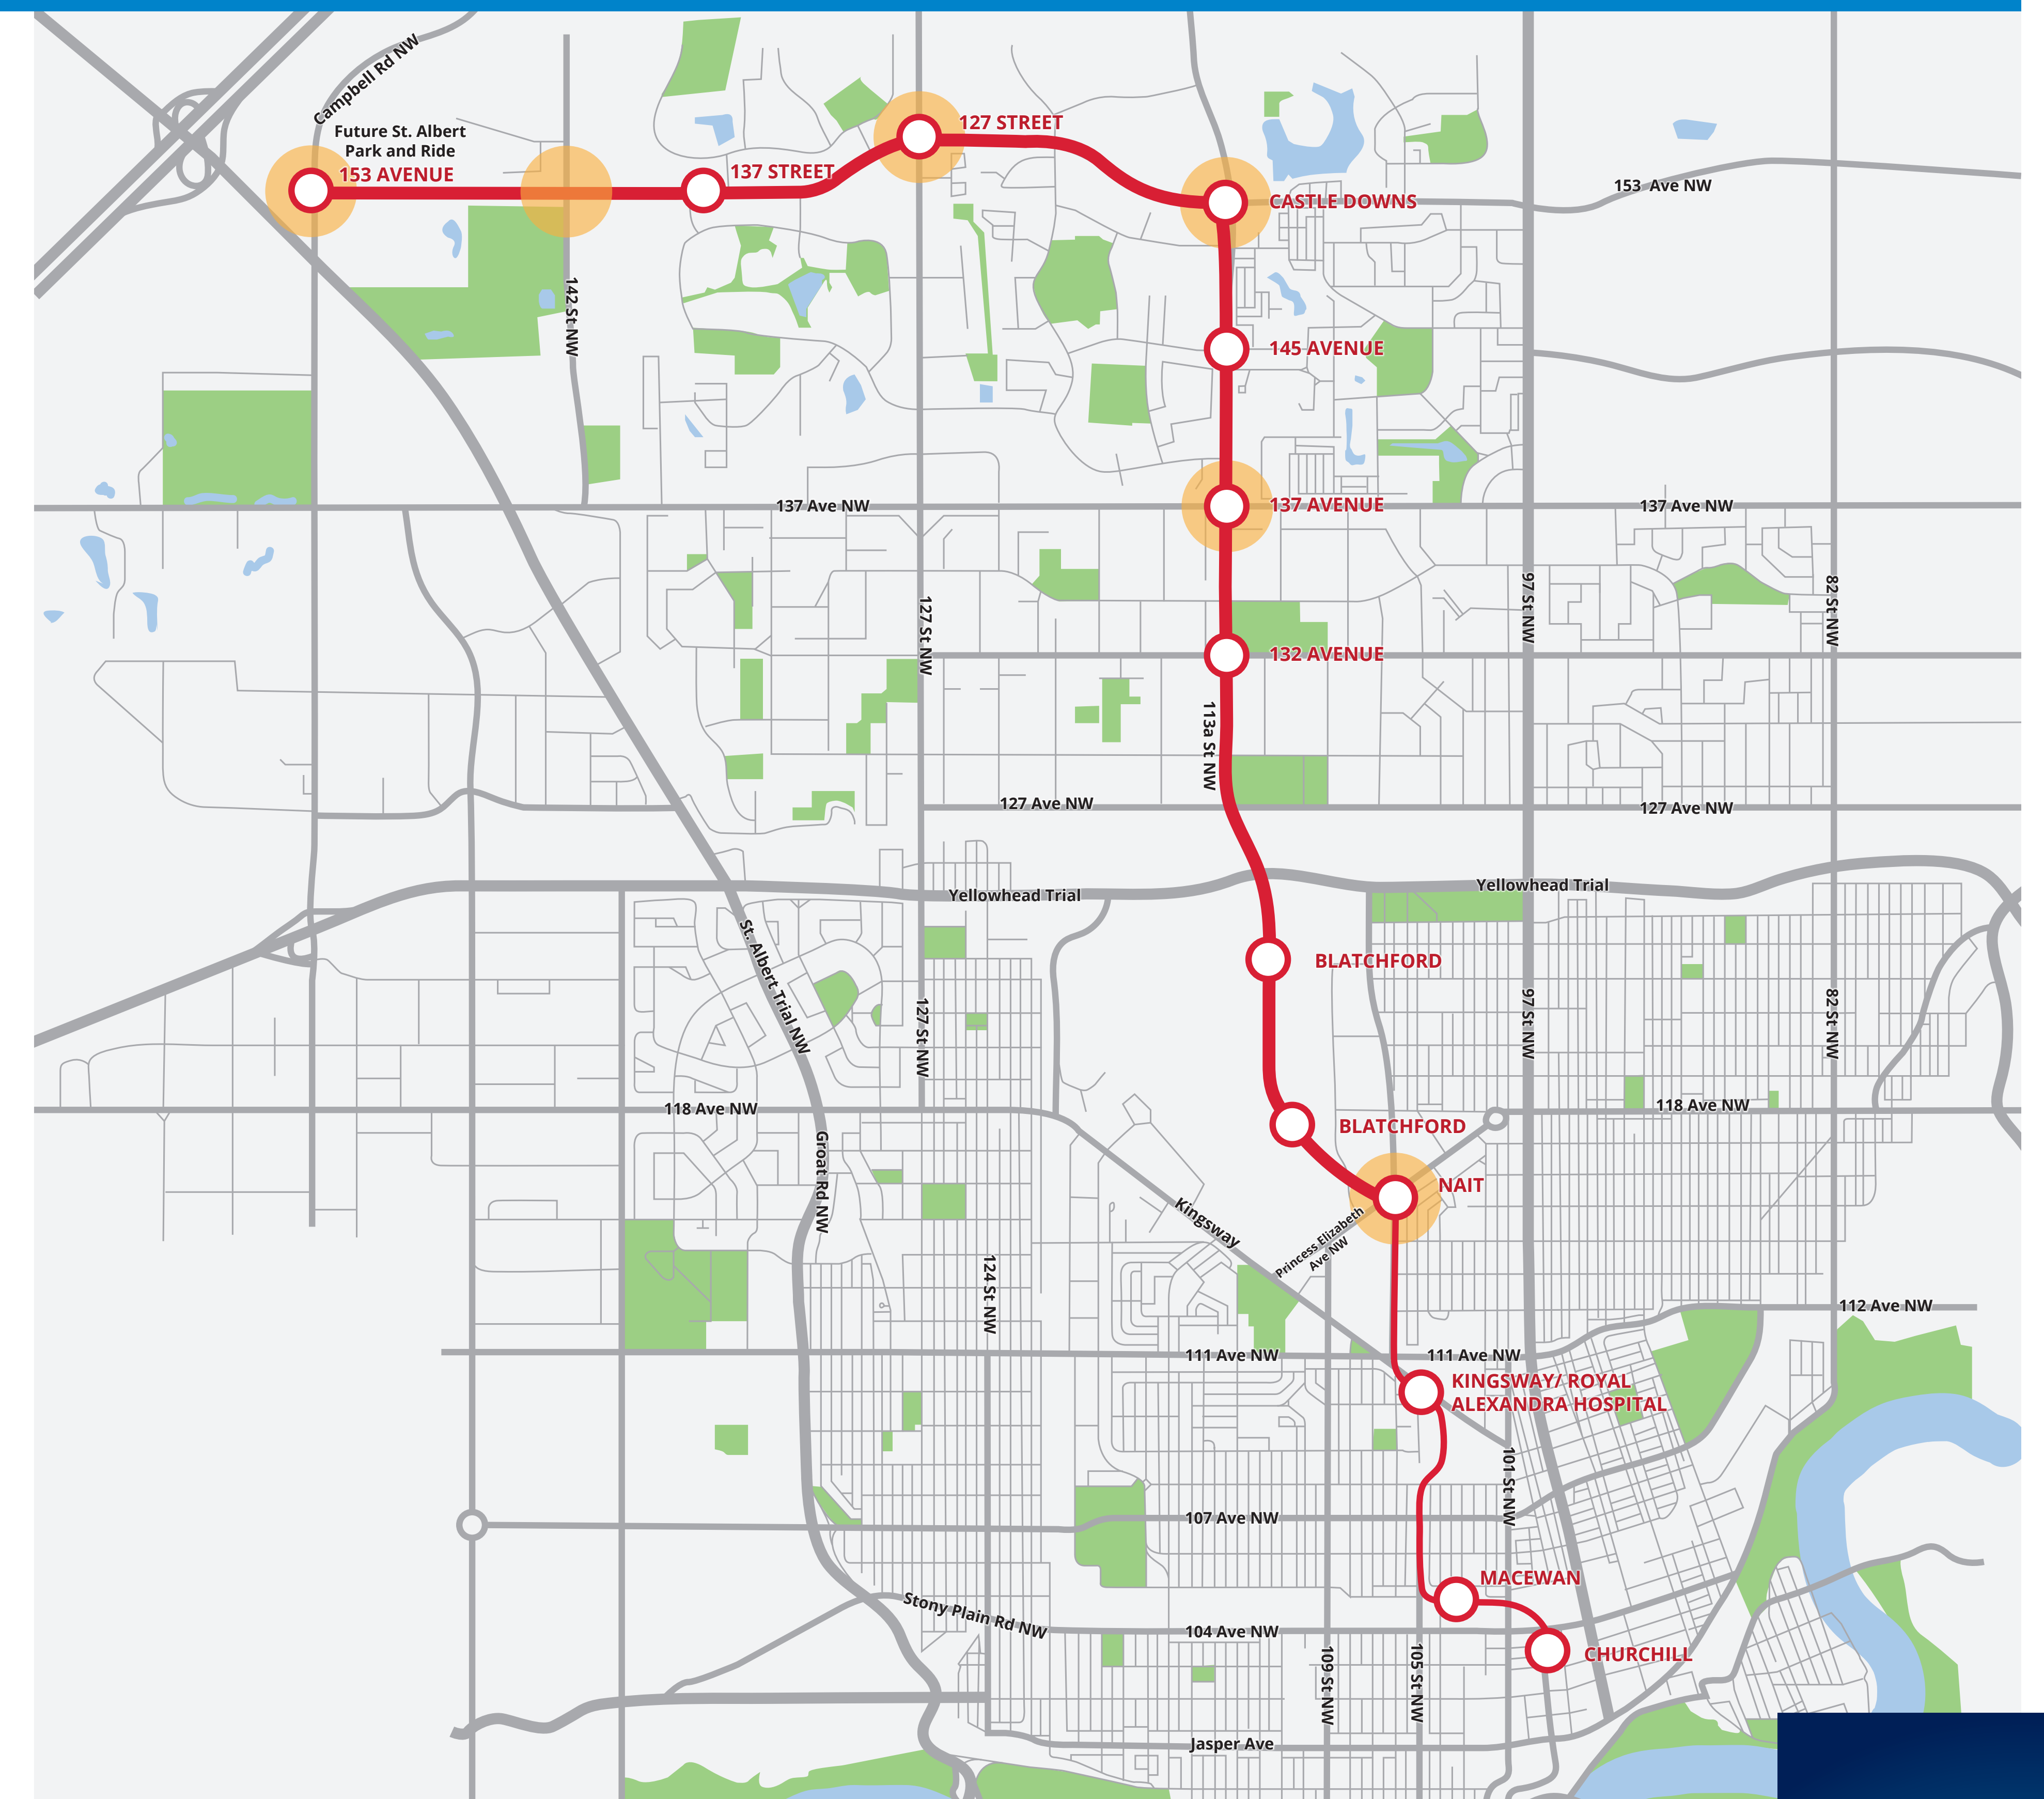 Campbell Rd NW
Future St. Albert
Park and Ride
153 AVENUE
137 STREET
127 STREET
CASTLE DOWNS
153 Ave NW
142 St NW
145 AVENUE
137 Ave NW
137 AVENUE
137 Ave NW
127 St NW
97 St NW
82 St NW
132 AVENUE
113a St NW
127 Ave NW
127 Ave NW
Yellowhead Trial
Yellowhead Trial
St. Albert Trial NW
BLATCHFORD
127 St NW
97 St NW
82 St NW
118 Ave NW
118 Ave NW
BLATCHFORD
Groat Rd NW
NAIT
Kingsway
Princess Elizabeth
Ave NW
124 St NW
112 Ave NW
111 Ave NW
111 Ave NW
KINGSWAY/ ROYAL
ALEXANDRA HOSPITAL
101 St NW
107 Ave NW
MACEWAN
Stony Plain Rd NW
104 Ave NW
CHURCHILL
109 St NW
105 St NW
Jasper Ave